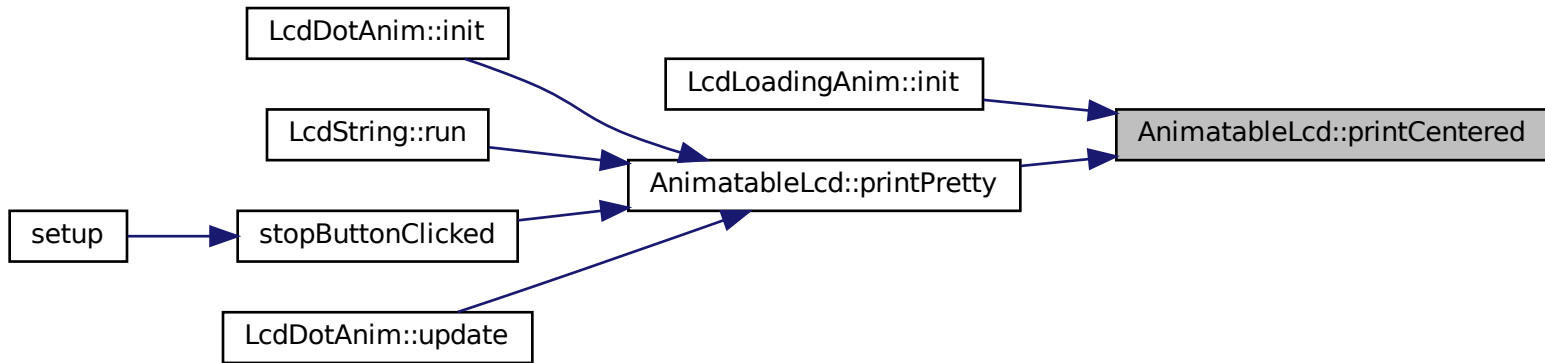 LcdDotAnim::init
LcdLoadingAnim::init
LcdString::run
AnimatableLcd::printCentered
AnimatableLcd::printPretty
setup
stopButtonClicked
LcdDotAnim::update